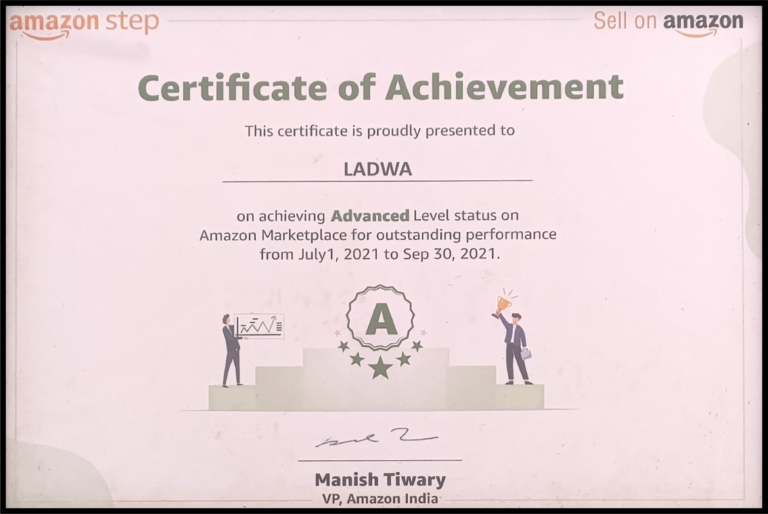 amazon step
Sell on amazon
Certificate of Achievement
This certificate is proudly presented to
LADWA
on achieving Advanced Level status on
Amazon Marketplace for outstanding performance
from July1, 2021 to Sep 30, 2021.
A
Manish Tiwary
VP, Amazon India